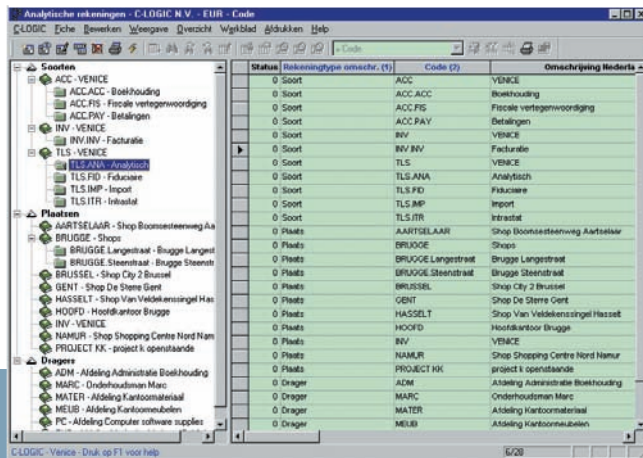 Analytische rekeningen - C-LOGIC N.V. - EUR - Code
C-LOGIC Fiche Bewerken Weergave Overzicht Werkblad Afdrukken Help
+ Code
Soorten
ACC - VENICE
ACC.ACC - Boekhouding
ACC.FIS - Fiscale vertegenwoordiging
ACC.PAY - Betalingen
INV - VENICE
INV.INV - Facturatie
TLS - VENICE
TLS.ANA - Analytisch
TLS.FID - Fiduciaire
TLS.IMP - Import
TLS.ITR - Intrastat
Plaatsen
AARTSELAAR - Shop Boomsesteenweg Aa
BRUGGE - Shops
BRUGGE.Langestraat - Brugge Langest
BRUGGE.Steenstraat - Brugge Steenstr
BRUSSEL - Shop City 2 Brussel
GENT - Shop De Sterre Gent
HASSELT - Shop Van Veldekenssingel Has
HOOFD - Hoofdkantoor Brugge
INV - VENICE
NAMUR - Shop Shopping Centre Nord Nam
PROJECT KK - project k openstaande
Dragers
ADM - Afdeling Administratie Boekhouding
MARC - Onderhoudsman Marc
MATER - Afdeling Kantoormateriaal
MEUB - Afdeling Kantoormeubelen
PC - Afdeling Computer software supplies
Status Rekeningtype omschr. (1) Code (2) Omschrijving Nederla
0 Soort ACC VENICE
0 Soort ACC.ACC Boekhouding
0 Soort ACC.FIS Fiscale vertegenwoordiging
0 Soort ACC.PAY Betalingen
0 Soort INV VENICE
0 Soort INV.INV Facturatie
0 Soort TLS VENICE
0 Soort TLS.ANA Analytisch
0 Soort TLS.FID Fiduciaire
0 Soort TLS.IMP Import
0 Soort TLS.ITR Intrastat
0 Plaats AARTSELAAR Shop Boomsesteenweg Aartselaar
0 Plaats BRUGGE Shops
0 Plaats BRUGGE.Langestraat Brugge Langestraat
0 Plaats BRUGGE.Steenstraat Brugge Steenstraat
0 Plaats BRUSSEL Shop City 2 Brussel
0 Plaats GENT Shop De Sterre Gent
0 Plaats HASSELT Shop Van Veldekenssingel Hasselt
0 Plaats HOOFD Hoofdkantoor Brugge
0 Plaats INV VENICE
0 Plaats NAMUR Shop Shopping Centre Nord Namur
0 Plaats PROJECT KK project k openstaande
0 Drager ADM Afdeling Administratie Boekhouding
0 Drager MARC Onderhoudsman Marc
0 Drager MATER Afdeling Kantoormateriaal
0 Drager MEUB Afdeling Kantoormeubelen
C-LOGIC - Venice - Druk op F1 voor help
6/28